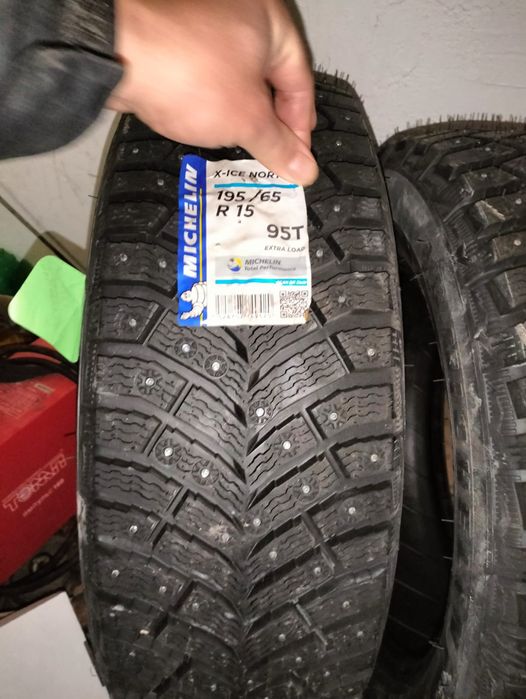 MICHELIN
X-ICE NORT
195 /65
R 15
95T
EXTRA LOAD
MICHELIN
Total Performance